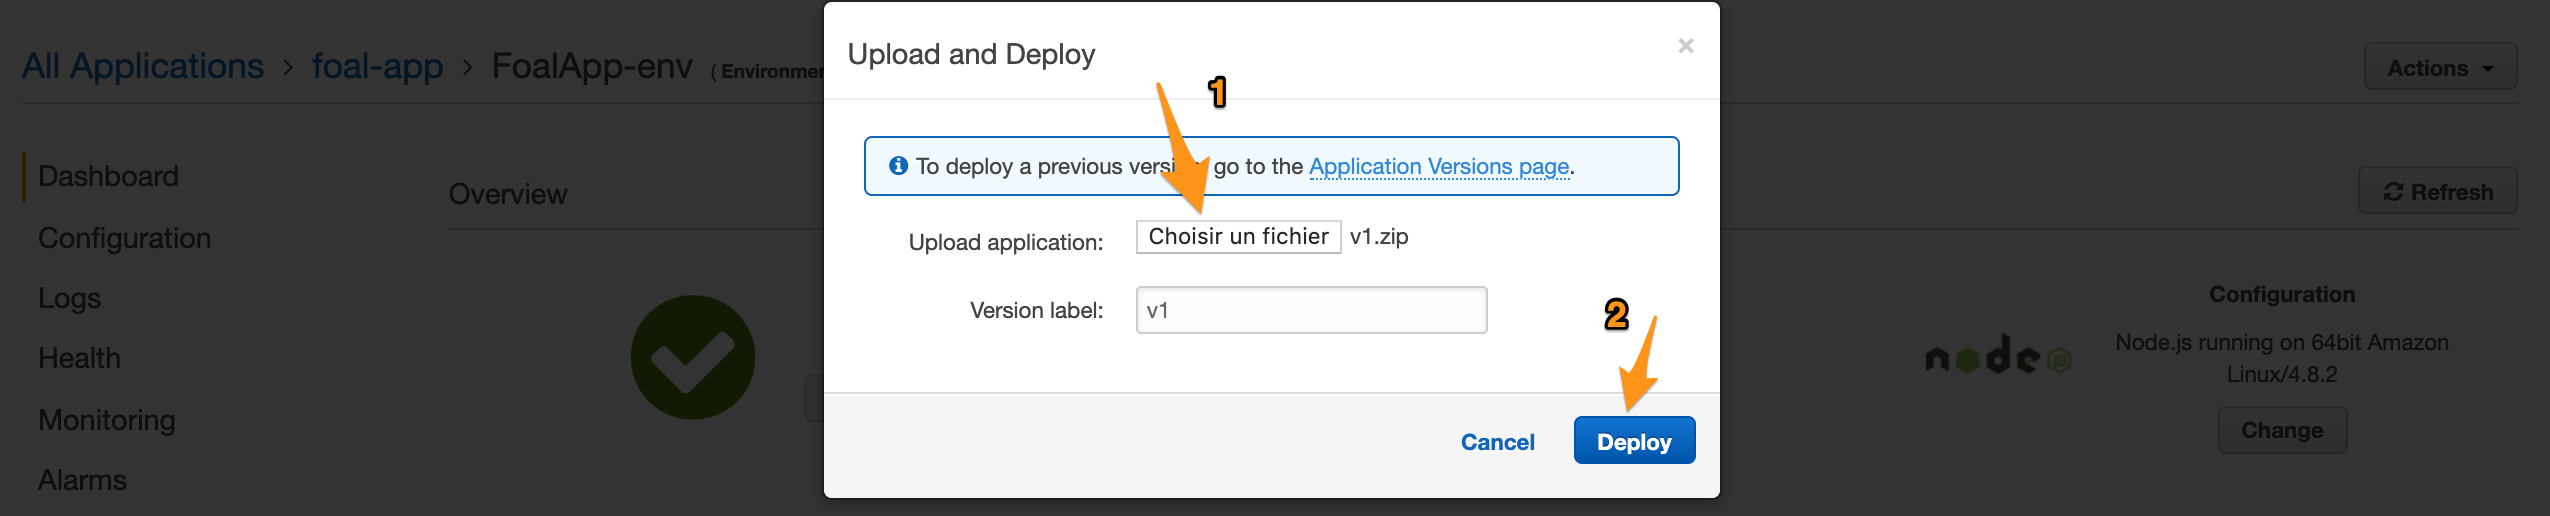 All Applications > foal-app > FoalApp-env ( Environmen
Actions
Upload and Deploy
×
1
Dashboard
Configuration
Logs
Health
Monitoring
Alarms
Overview
Refresh
To deploy a previous versi go to the Application Versions page.
Upload application: Choisir un fichier v1.zip
Version label: v1
2
Cancel
Deploy
node JS
Configuration
Node.js running on 64bit Amazon
Linux/4.8.2
Change